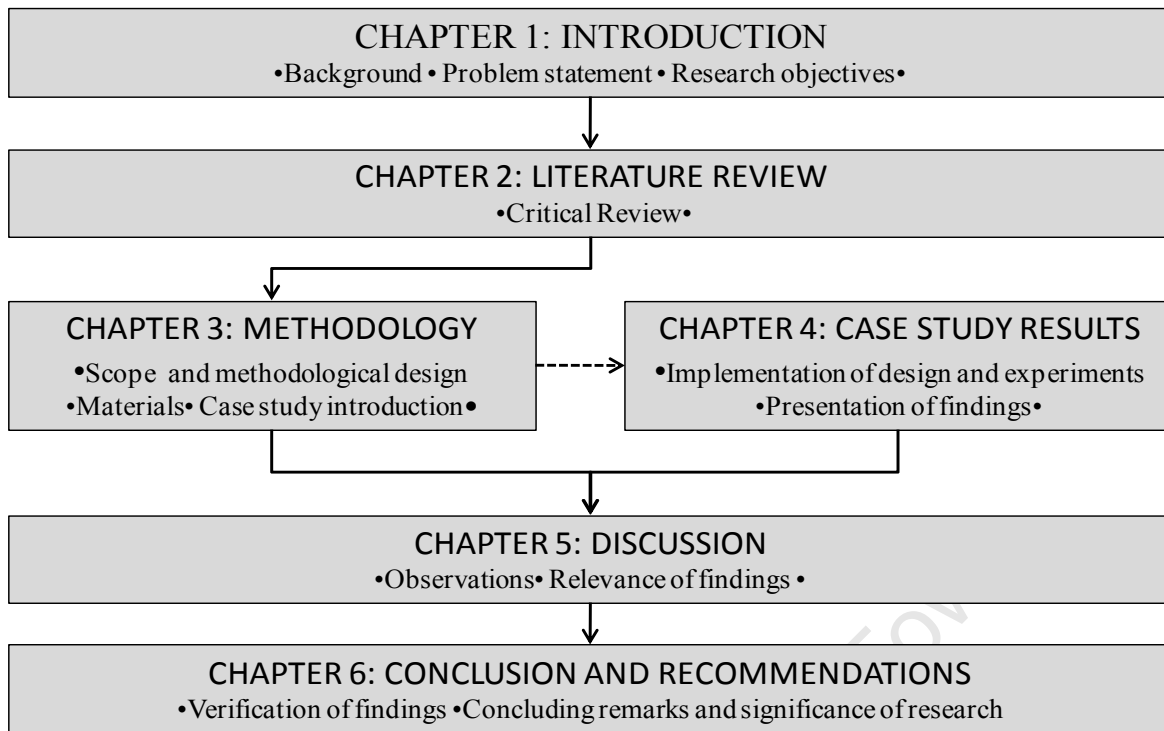 CHAPTER 1: INTRODUCTION
•Background • Problem statement • Research objectives•
CHAPTER 2: LITERATURE REVIEW
•Critical Review•
CHAPTER 3: METHODOLOGY
•Scope and methodological design
•Materials• Case study introduction•
CHAPTER 4: CASE STUDY RESULTS
•Implementation of design and experiments
•Presentation of findings•
CHAPTER 5: DISCUSSION
•Observations• Relevance of findings •
CHAPTER 6: CONCLUSION AND RECOMMENDATIONS
•Verification of findings •Concluding remarks and significance of research